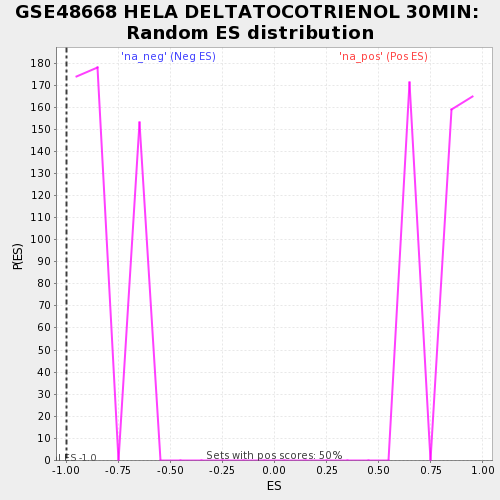 GSE48668 HELA DELTATOCOTRIENOL 30MIN:
Random ES distribution
'na_neg' (Neg ES)
'na_pos' (Pos ES)
180
170
160
150
140
130
120
110
100
90
80
70
60
50
40
30
20
10
0
P(ES)
Sets with pos scores: 50%
-1.00 -0.75 -0.50 -0.25 0.00 0.25 0.50 0.75 1.00
ES